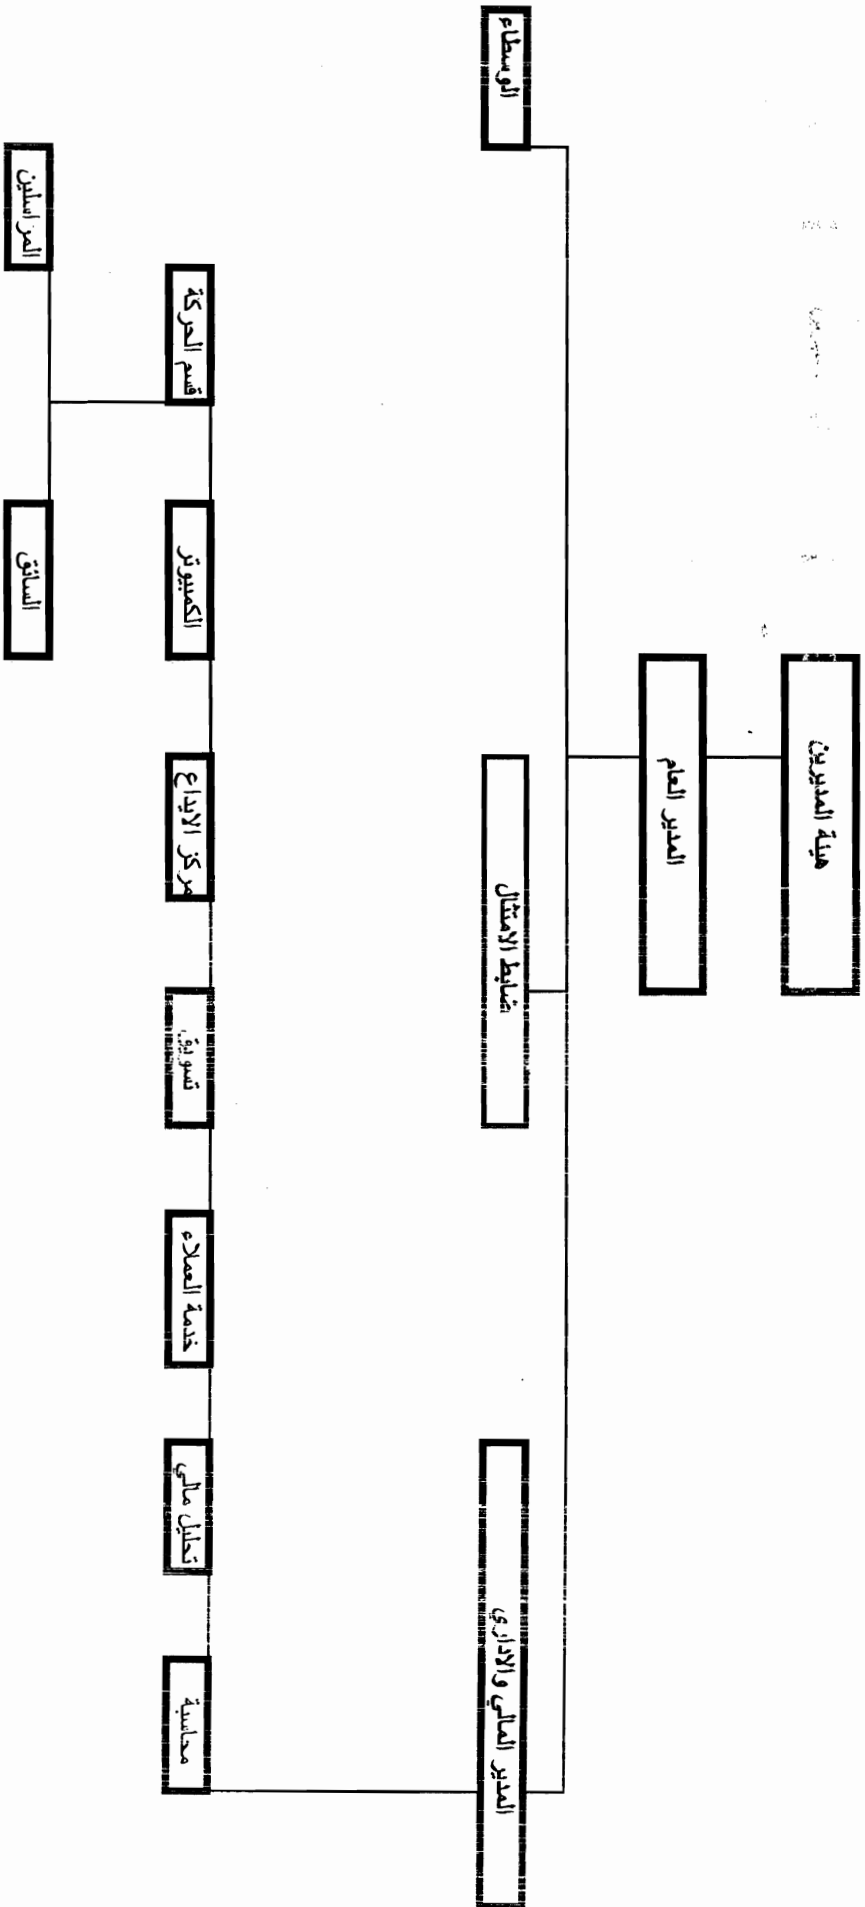 هيئة المديرين
المدير العام
المدير المالي والاداري
ضابط الامتثال
الوسطاء
محاسبة
تحليل مالي
خدمة العملاء
تسويق
مركز الايداع
الكمبيوتر
قسم الحركة
السائق
المراسلين